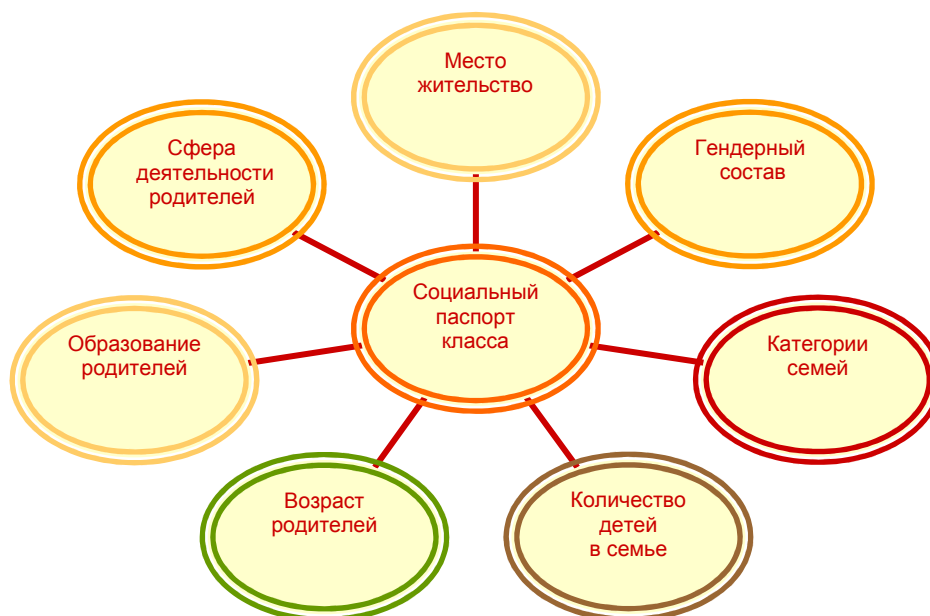 Место
жительство
Сфера
деятельности
родителей
Гендерный
состав
Социальный
паспорт
класса
Образование
родителей
Категории
семей
Возраст
родителей
Количество
детей
в семье